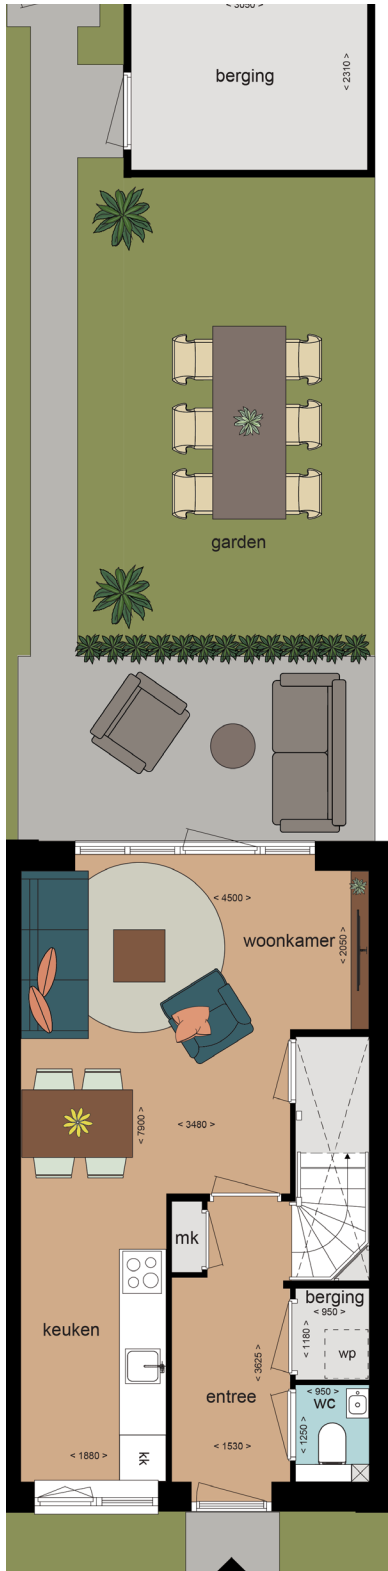 < 3050 >
berging
< 2310 >
garden
< 4500 >
woonkamer
< 2050 >
< 7900 >
< 3480 >
mk
berging
< 950 >
< 1180 >
wp
keuken
< 3625 >
entree
< 950 >
wc
< 1250 >
< 1530 >
< 1880 >
kk